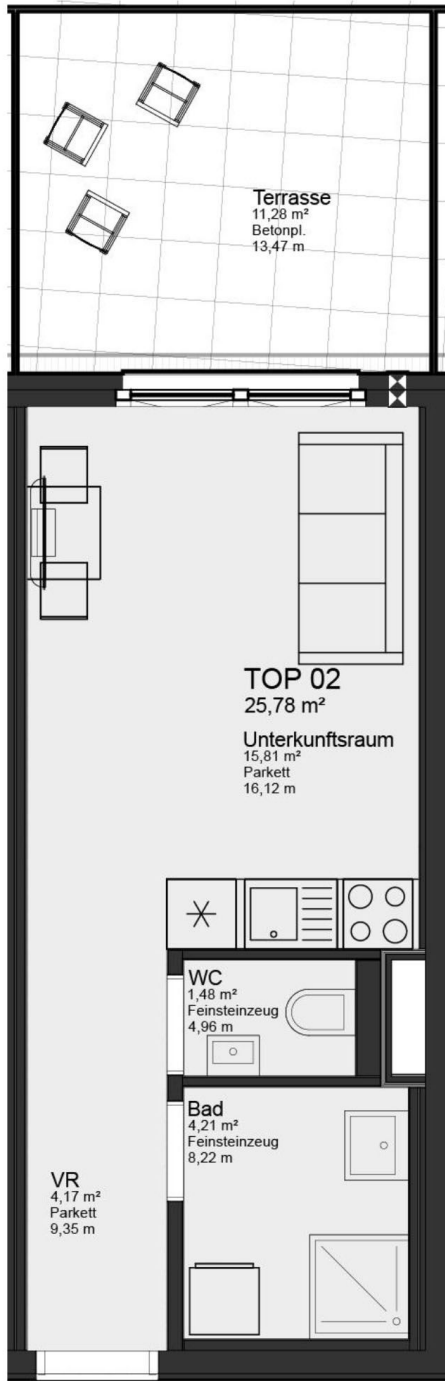 Terrasse
11,28 m²
Betonpl.
13,47 m
TOP 02
25,78 m²
Unterkunftsraum
15,81 m²
Parkett
16,12 m
WC
1,48 m²
Feinsteinzeug
4,96 m
Bad
4,21 m²
Feinsteinzeug
8,22 m
VR
4,17 m²
Parkett
9,35 m